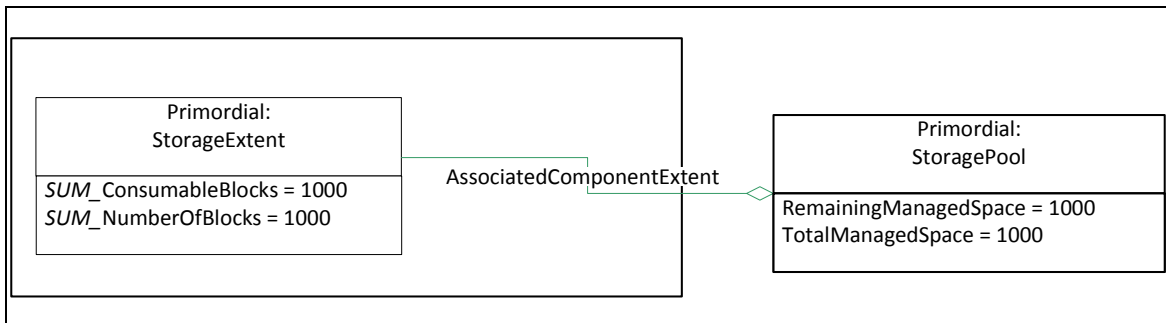 Primordial:
StorageExtent
SUM_ConsumableBlocks = 1000
SUM_NumberOfBlocks = 1000
AssociatedComponentExtent
Primordial:
StoragePool
RemainingManagedSpace = 1000
TotalManagedSpace = 1000